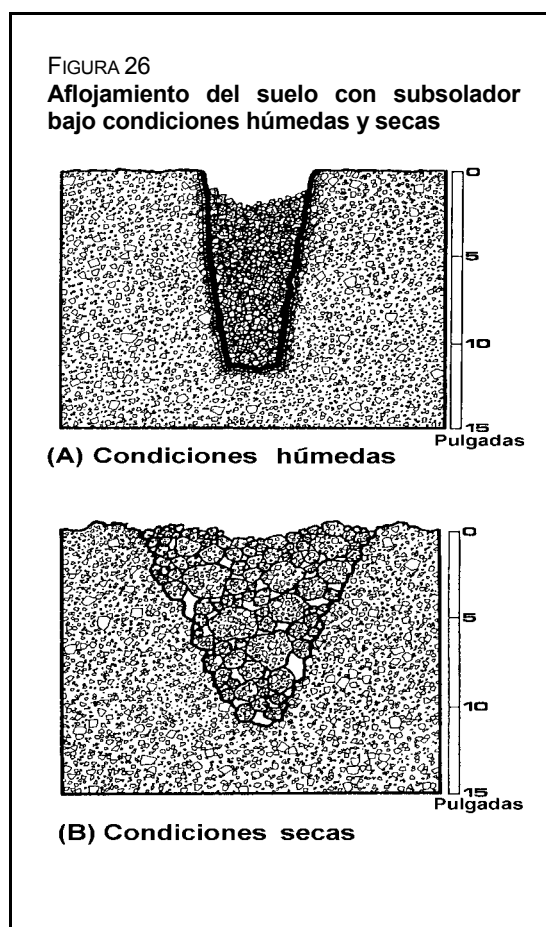 FIGURA 26
Aflojamiento del suelo con subsolador
bajo condiciones húmedas y secas
0
5
10
15
Pulgadas
(A) Condiciones húmedas
0
5
10
15
Pulgadas
(B) Condiciones secas